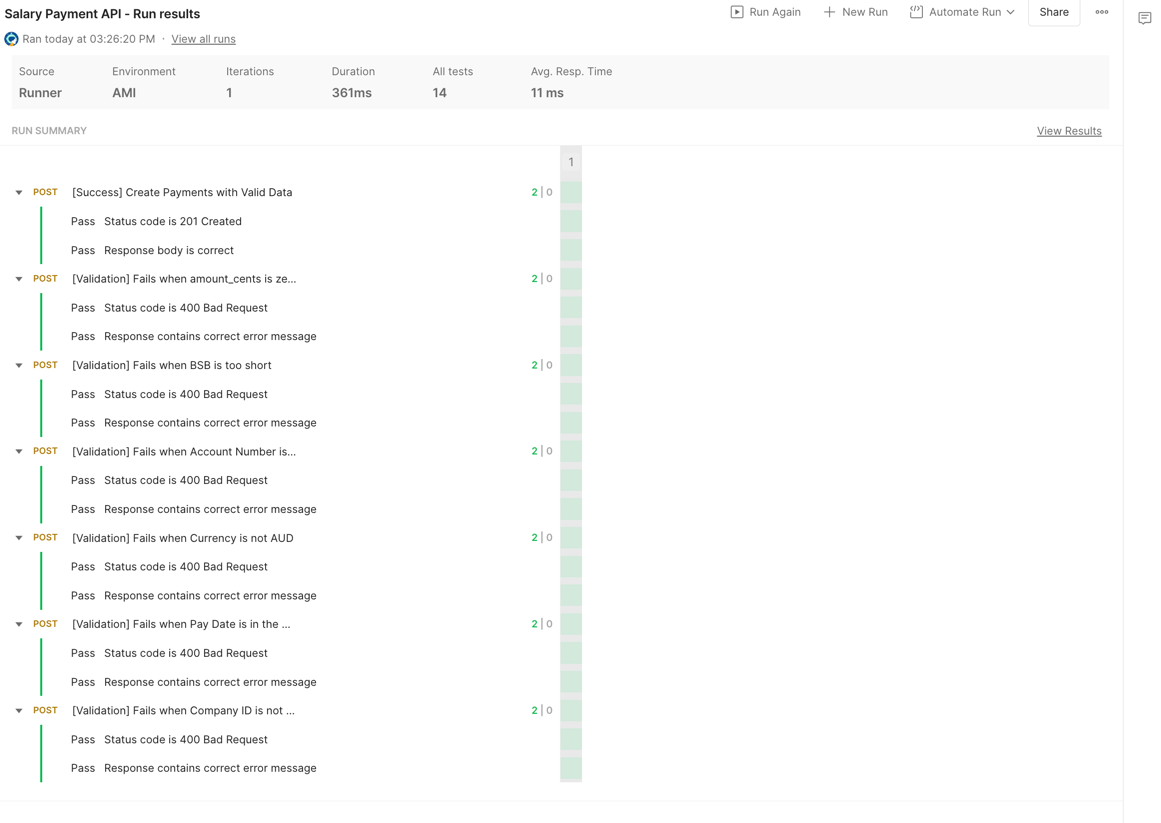 Salary Payment API - Run results
Run Again
New Run
Automate Run
Share
Ran today at 03:26:20 PM · View all runs
Source Environment Iterations Duration All tests Avg. Resp. Time
Runner AMI 1 361ms 14 11 ms
RUN SUMMARY View Results
1
POST [Success] Create Payments with Valid Data 2 | 0
Pass Status code is 201 Created
Pass Response body is correct
POST [Validation] Fails when amount_cents is ze... 2 | 0
Pass Status code is 400 Bad Request
Pass Response contains correct error message
POST [Validation] Fails when BSB is too short 2 | 0
Pass Status code is 400 Bad Request
Pass Response contains correct error message
POST [Validation] Fails when Account Number is... 2 | 0
Pass Status code is 400 Bad Request
Pass Response contains correct error message
POST [Validation] Fails when Currency is not AUD 2 | 0
Pass Status code is 400 Bad Request
Pass Response contains correct error message
POST [Validation] Fails when Pay Date is in the ... 2 | 0
Pass Status code is 400 Bad Request
Pass Response contains correct error message
POST [Validation] Fails when Company ID is not ... 2 | 0
Pass Status code is 400 Bad Request
Pass Response contains correct error message